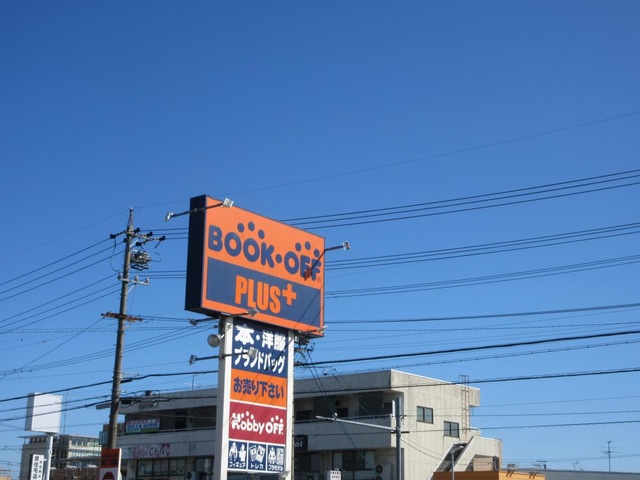 BOOK・OFF
PLUS+
本・洋服
ブランドバッグ
お売り下さい
Hobby OFF
フィギュア
トレカ
プラモデル